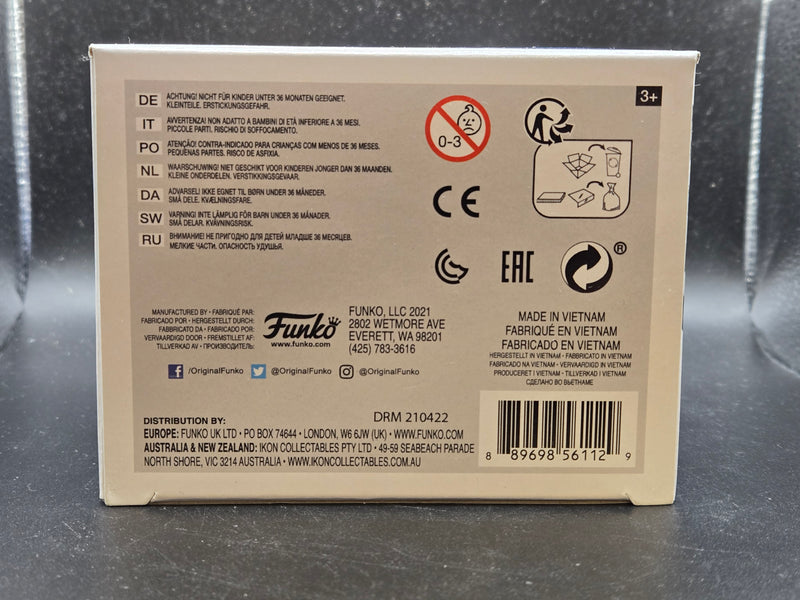 3+
DE ACHTUNG! NICHT FÜR KINDER UNTER 36 MONATEN GEEIGNET.
KLEINTEILE. ERSTICKUNGSGEFAHR.
IT AVVERTENZA! NON ADATTO A BAMBINI DI ETÀ INFERIORE A 36 MESI.
PICCOLE PARTI. RISCHIO DI SOFFOCAMENTO.
PO ATENÇÃO! CONTRA-INDICADO PARA CRIANÇAS COM MENOS DE 36 MESES.
PEQUENAS PARTES. RISCO DE ASFIXIA.
NL WAARSCHUWING! NIET GESCHIKT VOOR KINDEREN JONGER DAN 36 MAANDEN.
KLEINE ONDERDELEN. VERSTIKKINGSGEVAAR.
DA ADVARSEL! IKKE EGNET TIL BØRN UNDER 36 MÅNEDER.
SMÅ DELE. KVÆLNINGSFARE.
SW VARNING! INTE LÄMPLIG FÖR BARN UNDER 36 MÅNADER.
SMÅ DELAR. KVÄVNINGSRISK.
RU ВНИМАНИЕ! НЕ ПРИГОДНО ДЛЯ ДЕТЕЙ МЛАДШЕ 36 МЕСЯЦЕВ.
МЕЛКИЕ ЧАСТИ. ОПАСНОСТЬ УДУШЬЯ.
0-3
CE
EAC
®
MANUFACTURED BY • FABRIQUÉ PAR:
FABRICADO POR • HERGESTELLT DURCH:
FABBRICATO DA • FABRICADO POR:
VERVAARDIGD DOOR • FREMSTILLET AF:
TILLVERKAD AV • ПРОИЗВОДИТЕЛЬ:
Funko
www.funko.com
FUNKO, LLC 2021
2802 WETMORE AVE
EVERETT, WA 98201
(425) 783-3616
/OriginalFunko @OriginalFunko @OriginalFunko
MADE IN VIETNAM
FABRIQUÉ EN VIETNAM
FABRICADO EN VIETNAM
HERGESTELLT IN VIETNAM • FABBRICATO IN VIETNAM
FABRICADO NA VIETNAM • VERVAARDIGD IN VIETNAM
PRODUCERET I VIETNAM • TILLVERKAD I VIETNAM
СДЕЛАНО ВО ВЬЕТНАМЕ
DRM 210422
DISTRIBUTION BY:
EUROPE: FUNKO UK LTD • PO BOX 74644 • LONDON, W6 6JW (UK) • WWW.FUNKO.COM
AUSTRALIA & NEW ZEALAND: IKON COLLECTABLES PTY LTD • 49-59 SEABEACH PARADE
NORTH SHORE, VIC 3214 AUSTRALIA • WWW.IKONCOLLECTABLES.COM.AU
8 89698 56112 9